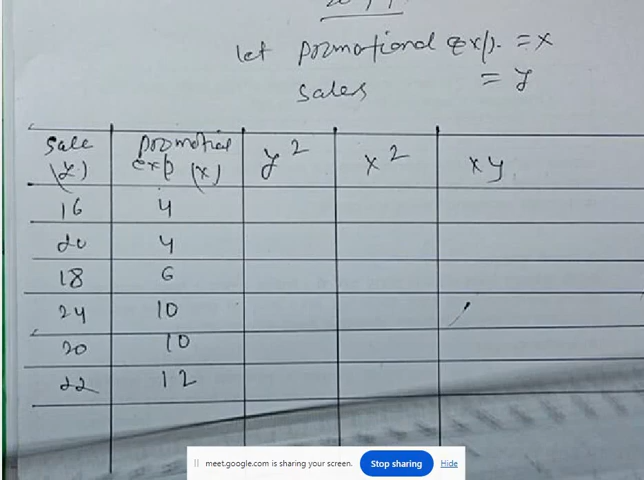 let promotional exp. = x
sales = y
Sale (y) promotial exp (x) y² x² xy
16 4
20 4
18 6
24 10
20 10
22 12
meet.google.com is sharing your screen. Stop sharing Hide